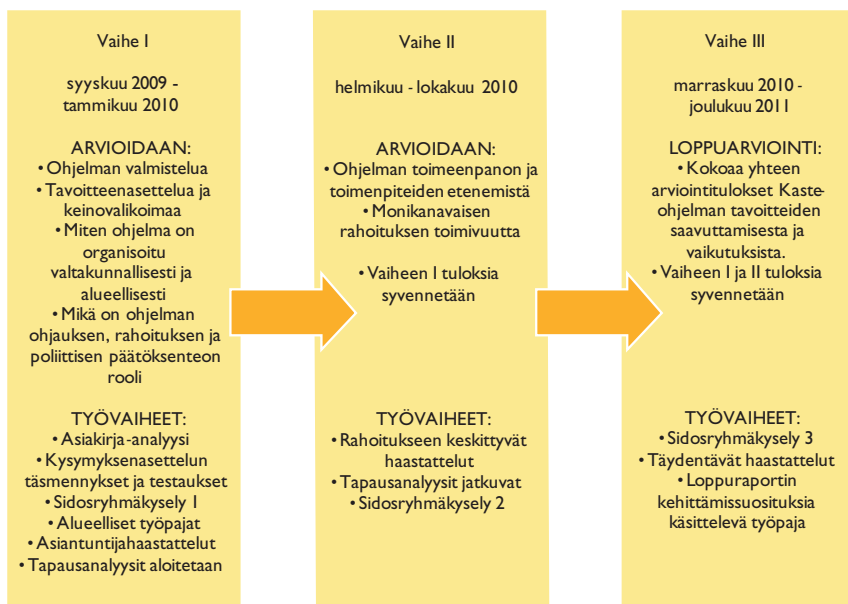 Vaihe I
syyskuu 2009 -
tammikuu 2010
ARVIOIDAAN:
• Ohjelman valmistelua
• Tavoitteenasettelua ja
keinovalikoimaa
• Miten ohjelma on
organisoitu
valtakunnallisesti ja
alueellisesti
• Mikä on ohjelman
ohjauksen, rahoituksen ja
poliittisen päätöksenteon
rooli
TYÖVAIHEET:
• Asiakirja-analyysi
• Kysymyksenasettelun
täsmennykset ja testaukset
• Sidosryhmäkysely 1
• Alueelliset työpajat
• Asiantuntijahaastattelut
• Tapausanalyysit aloitetaan
Vaihe II
helmikuu - lokakuu 2010
ARVIOIDAAN:
• Ohjelman toimeenpanon ja
toimenpiteiden etenemistä
• Monikanavaisen
rahoituksen toimivuutta
• Vaiheen I tuloksia
syvennetään
TYÖVAIHEET:
• Rahoitukseen keskittyvät
haastattelut
• Tapausanalyysit jatkuvat
• Sidosryhmäkysely 2
Vaihe III
marraskuu 2010 -
joulukuu 2011
LOPPUARVIOINTI:
• Kokoaa yhteen
arviointitulokset Kaste-
ohjelman tavoitteiden
saavuttamisesta ja
vaikutuksista.
• Vaiheen I ja II tuloksia
syvennetään
TYÖVAIHEET:
• Sidosryhmäkysely 3
• Täydentävät haastattelut
• Loppuraportin
kehittämissuosituksia
käsittelevä työpaja